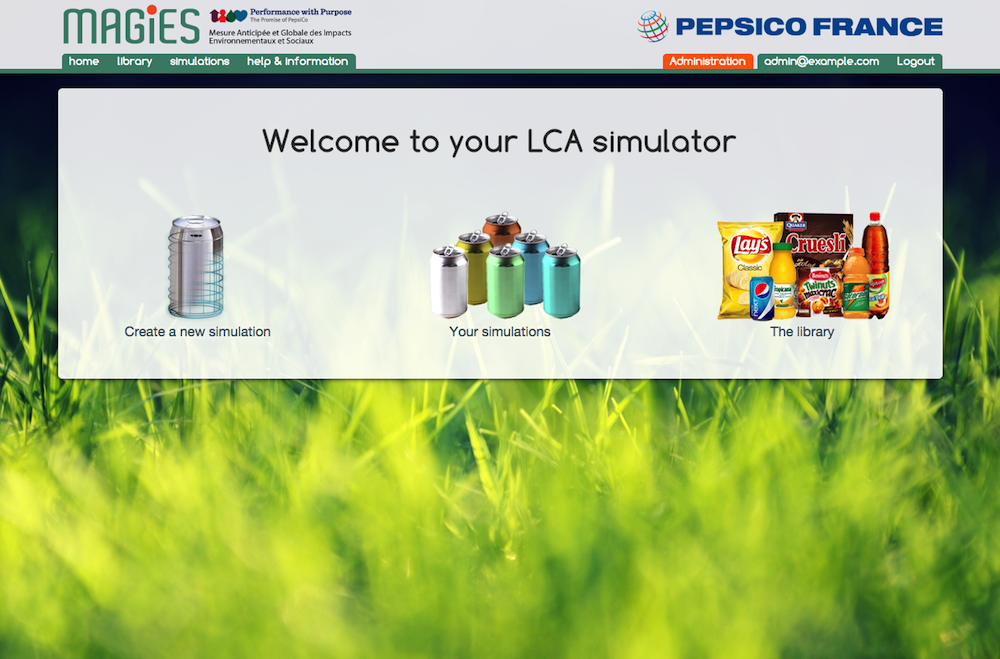 MAGiES
Performance with Purpose
The Promise of PepsiCo
Mesure Anticipée et Globale des Impacts
Environnementaux et Sociaux
PEPSICO FRANCE
home library simulations help & information
Administration admin@example.com Logout
Welcome to your LCA simulator
QUAKER
Cruesli
Lay's
Classic
Tropicana
Twinuts
Create a new simulation
Your simulations
The library